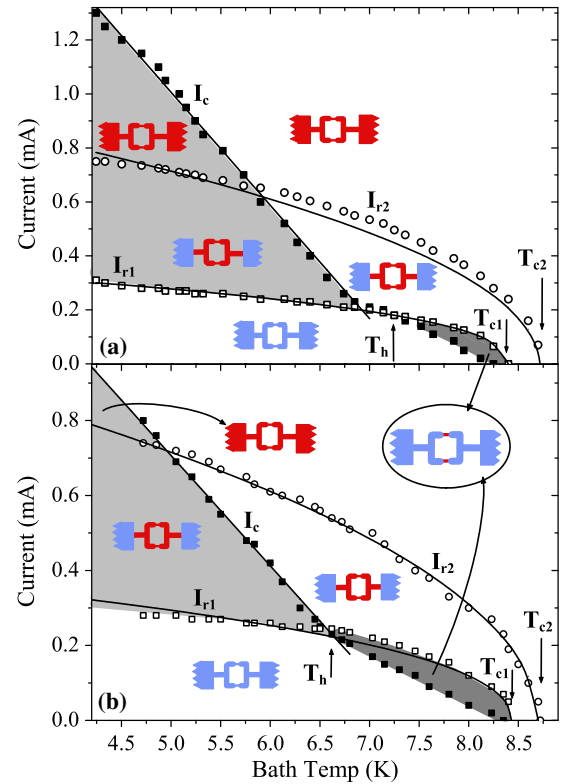 1.2
I_c
1.0
0.8
0.6
I_r2
0.4
I_r1
T_c2
T_c1
0.2
(a)
T_h
0.0
Current (mA)
0.8
0.6
I_c
I_r2
0.4
I_r1
T_c2
0.2
T_h
T_c1
(b)
0.0
Current (mA)
4.5 5.0 5.5 6.0 6.5 7.0 7.5 8.0 8.5
Bath Temp (K)